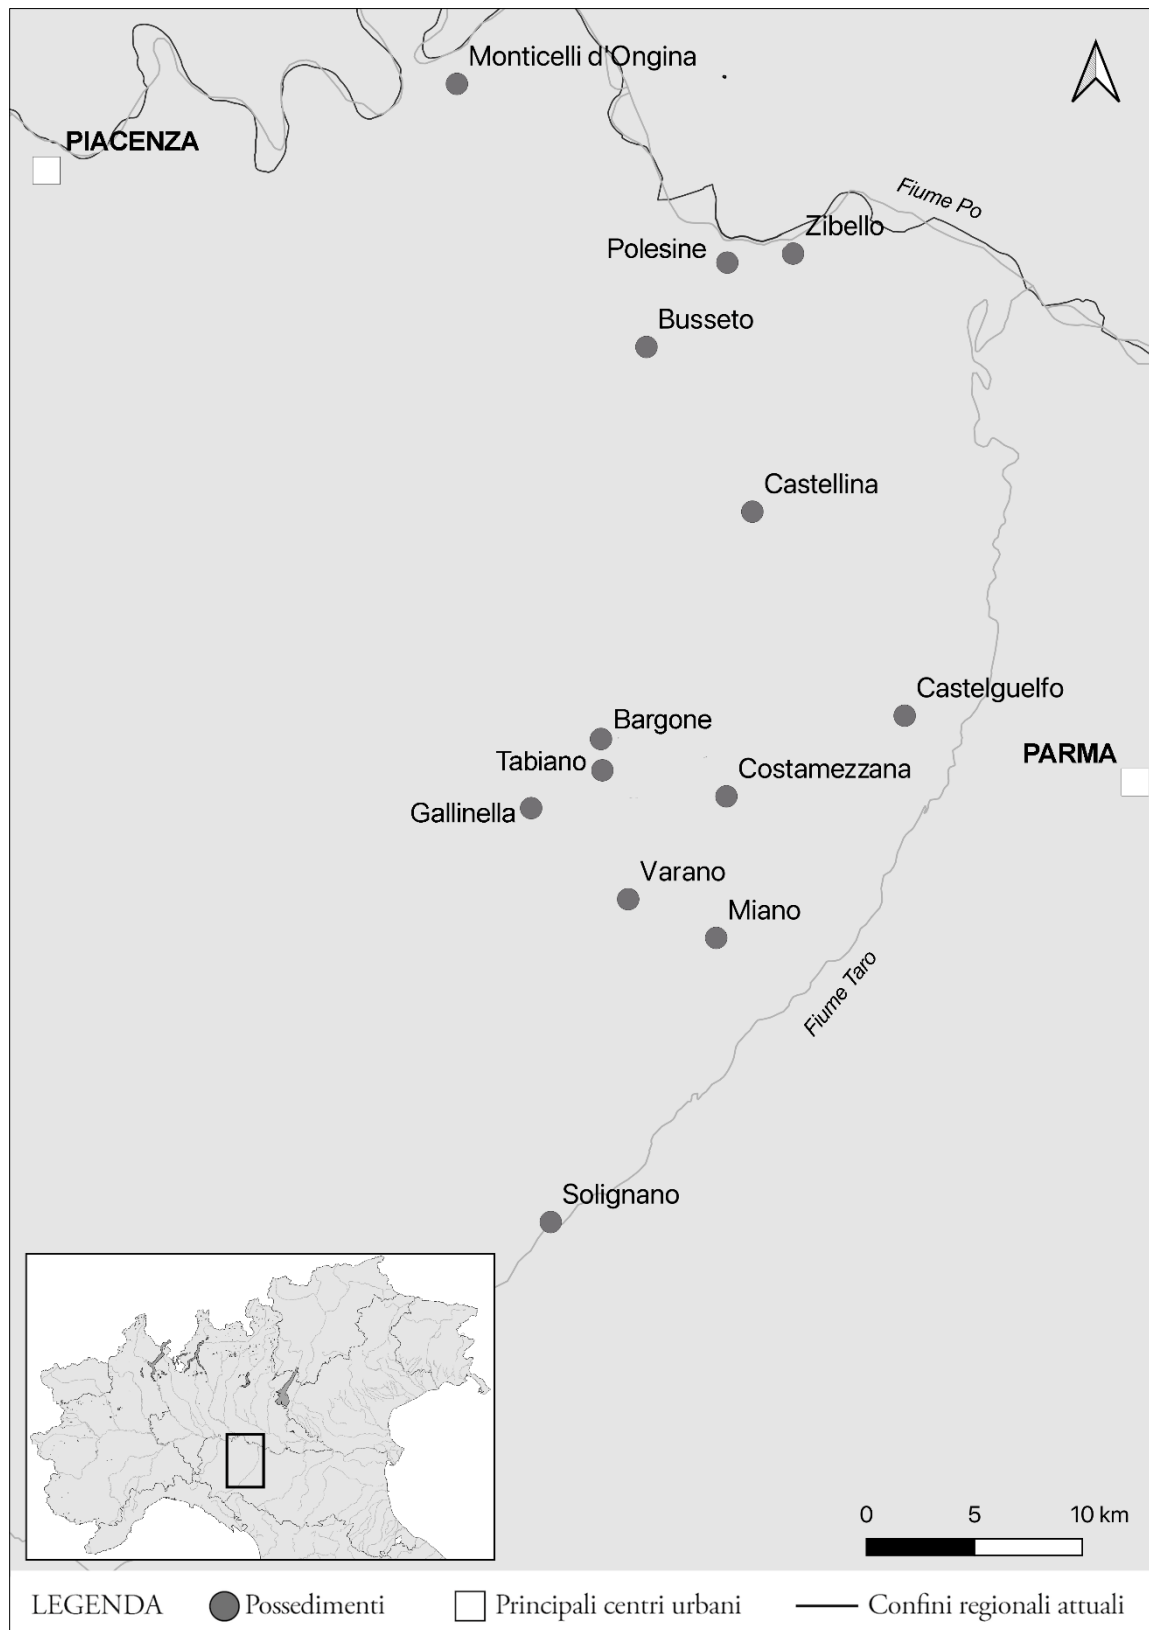 Monticelli d'Ongina
PIACENZA
Fiume Po
Zibello
Polesine
Busseto
Castellina
Castelguelfo
Bargone
PARMA
Tabiano
Costamezzana
Gallinella
Varano
Miano
Fiume Taro
Solignano
0 5 10 km
LEGENDA Possedimenti Principali centri urbani Confini regionali attuali